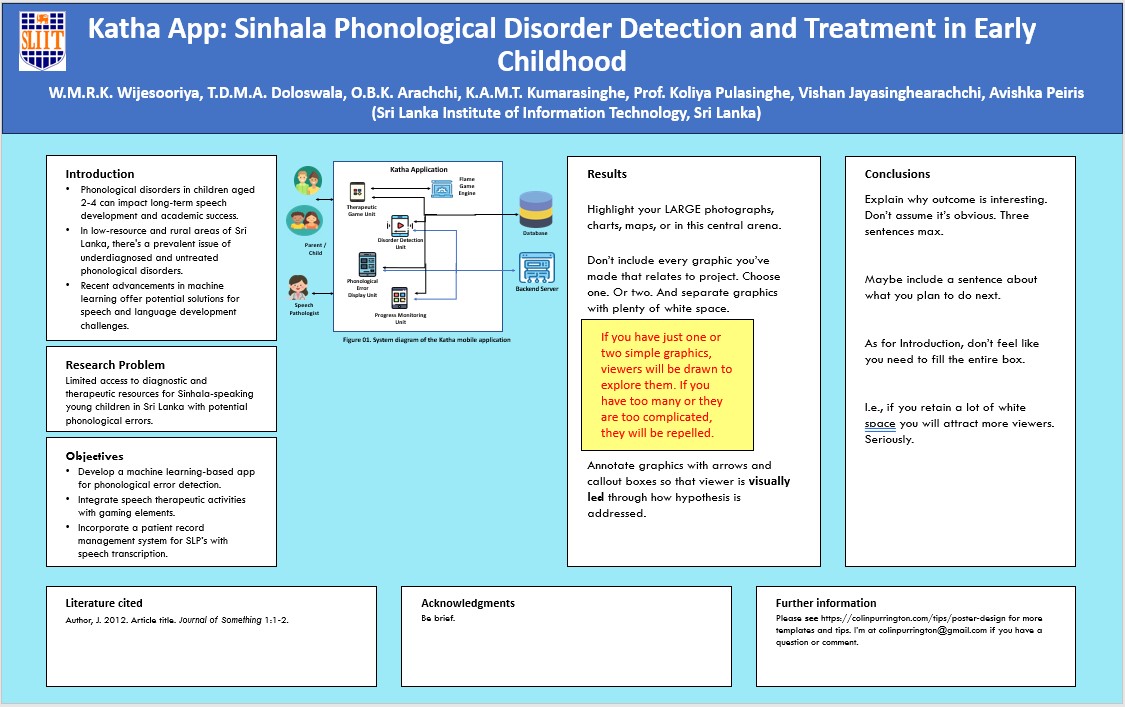 SLIIT
Katha App: Sinhala Phonological Disorder Detection and Treatment in Early
Childhood
W.M.R.K. Wijesooriya, T.D.M.A. Doloswala, O.B.K. Arachchi, K.A.M.T. Kumarasinghe, Prof. Koliya Pulasinghe, Vishan Jayasinghearachchi, Avishka Peiris
(Sri Lanka Institute of Information Technology, Sri Lanka)
Introduction
• Phonological disorders in children aged
2-4 can impact long-term speech
development and academic success.
• In low-resource and rural areas of Sri
Lanka, there's a prevalent issue of
underdiagnosed and untreated
phonological disorders.
• Recent advancements in machine
learning offer potential solutions for
speech and language development
challenges.
Research Problem
Limited access to diagnostic and
therapeutic resources for Sinhala-speaking
young children in Sri Lanka with potential
phonological errors.
Objectives
• Develop a machine learning-based app
for phonological error detection.
• Integrate speech therapeutic activities
with gaming elements.
• Incorporate a patient record
management system for SLP's with
speech transcription.
Katha Application
Flame
Game
Engine
Therapeutic
Game Unit
Disorder Detection
Unit
Parent /
Child
Database
Phonological
Error
Display Unit
Backend Server
Speech
Pathologist
Progress Monitoring
Unit
Figure 01. System diagram of the Katha mobile application
Results
Highlight your LARGE photographs,
charts, maps, or in this central arena.
Don't include every graphic you've
made that relates to project. Choose
one. Or two. And separate graphics
with plenty of white space.
If you have just one or
two simple graphics,
viewers will be drawn to
explore them. If you
have too many or they
are too complicated,
they will be repelled.
Annotate graphics with arrows and
callout boxes so that viewer is visually
led through how hypothesis is
addressed.
Conclusions
Explain why outcome is interesting.
Don't assume it's obvious. Three
sentences max.
Maybe include a sentence about
what you plan to do next.
As for Introduction, don't feel like
you need to fill the entire box.
I.e., if you retain a lot of white
space you will attract more viewers.
Seriously.
Literature cited
Author, J. 2012. Article title. Journal of Something 1:1-2.
Acknowledgments
Be brief.
Further information
Please see https://colinpurrington.com/tips/poster-design for more
templates and tips. I'm at colinpurrington@gmail.com if you have a
question or comment.